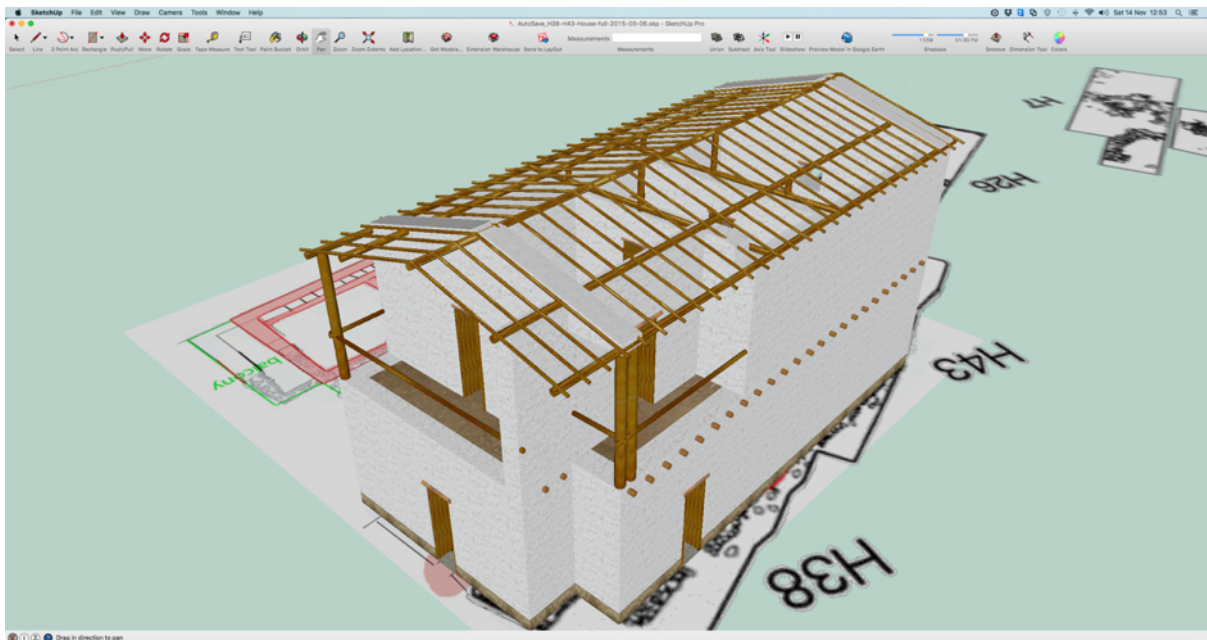 SketchUp File Edit View Draw Camera Tools Window Help Sat 14 Nov 12:53
AutoSave_H38-H43-House-full-2015-03-06.skp - SketchUp Pro
Measurements
Select Line 3 Point Arc Rectangle Push/Pull Move Rotate Scale Tape Measure Text Tool Paint Bucket Orbit Pan Zoom Zoom Extents Add Location... Get Models... Extension Warehouse Send to LayOut Measurements Union Subtract Axis Tool Slideshow Preview Model in Google Earth Shadows Smoove Dimension Tool Colors
H7
H26
balcony
H43
H38
Drag in direction to pan